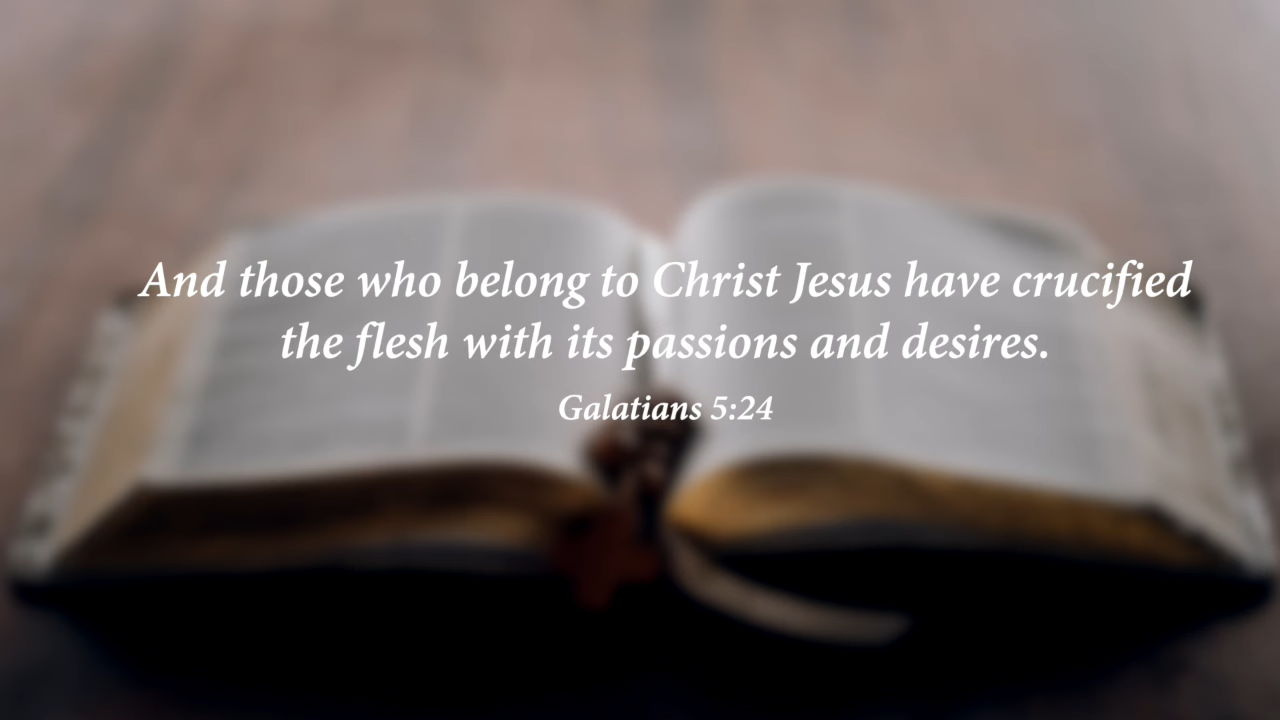 And those who belong to Christ Jesus have crucified
the flesh with its passions and desires.
Galatians 5:24